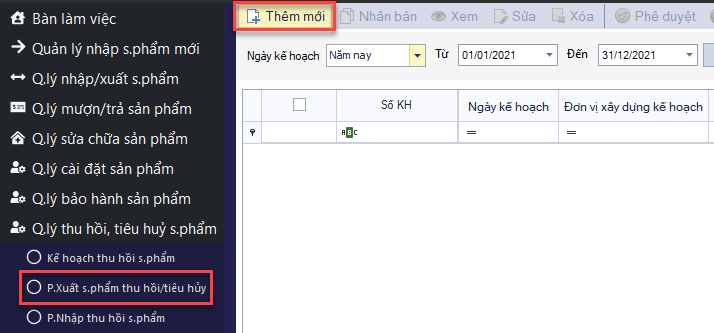 Bàn làm việc
Quản lý nhập s.phẩm mới
Q.lý nhập/xuất s.phẩm
Q.lý mượn/trả sản phẩm
Q.lý sửa chữa sản phẩm
Q.lý cài đặt sản phẩm
Q.lý bảo hành sản phẩm
Q.lý thu hồi, tiêu huỷ s.phẩm
Kế hoạch thu hồi s.phẩm
P.Xuất s.phẩm thu hồi/tiêu hủy
P.Nhập thu hồi s.phẩm
Thêm mới Nhân bản Xem Sửa Xóa Phê duyệt
Ngày kế hoạch Năm nay Từ 01/01/2021 Đến 31/12/2021
Số KH Ngày kế hoạch Đơn vị xây dựng kế hoạch
ABC = =